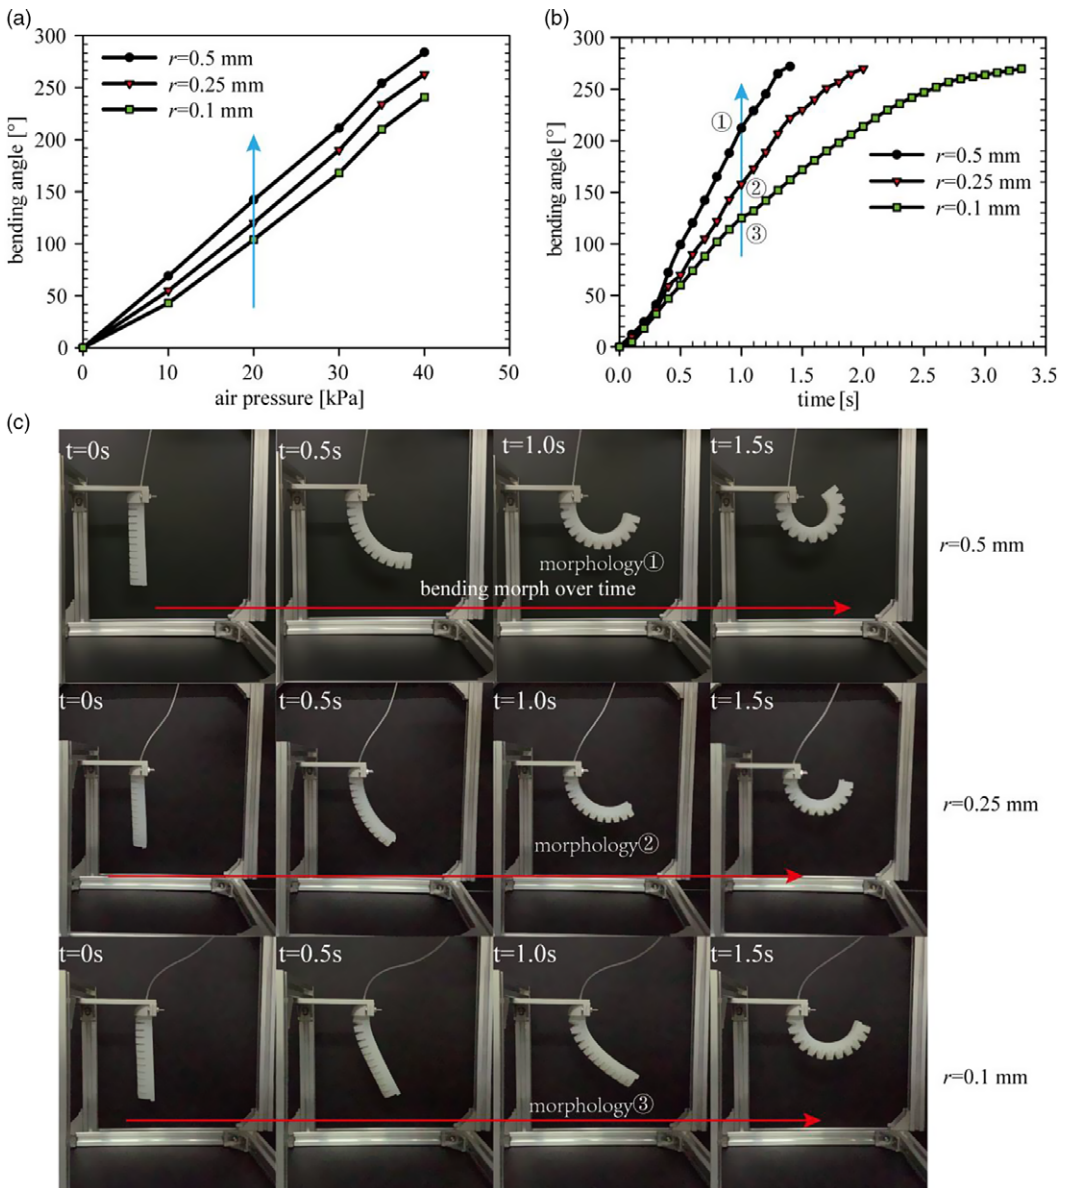 (a)
300
250
200
150
100
50
0
bending angle [°]
r=0.5 mm
r=0.25 mm
r=0.1 mm
0 10 20 30 40 50
air pressure [kPa]
(b)
300
250
200
150
100
50
0
bending angle [°]
①
②
③
r=0.5 mm
r=0.25 mm
r=0.1 mm
0.0 0.5 1.0 1.5 2.0 2.5 3.0 3.5
time [s]
(c)
t=0s t=0.5s t=1.0s t=1.5s
r=0.5 mm
morphology①
bending morph over time
t=0s t=0.5s t=1.0s t=1.5s
r=0.25 mm
morphology②
t=0s t=0.5s t=1.0s t=1.5s
r=0.1 mm
morphology③